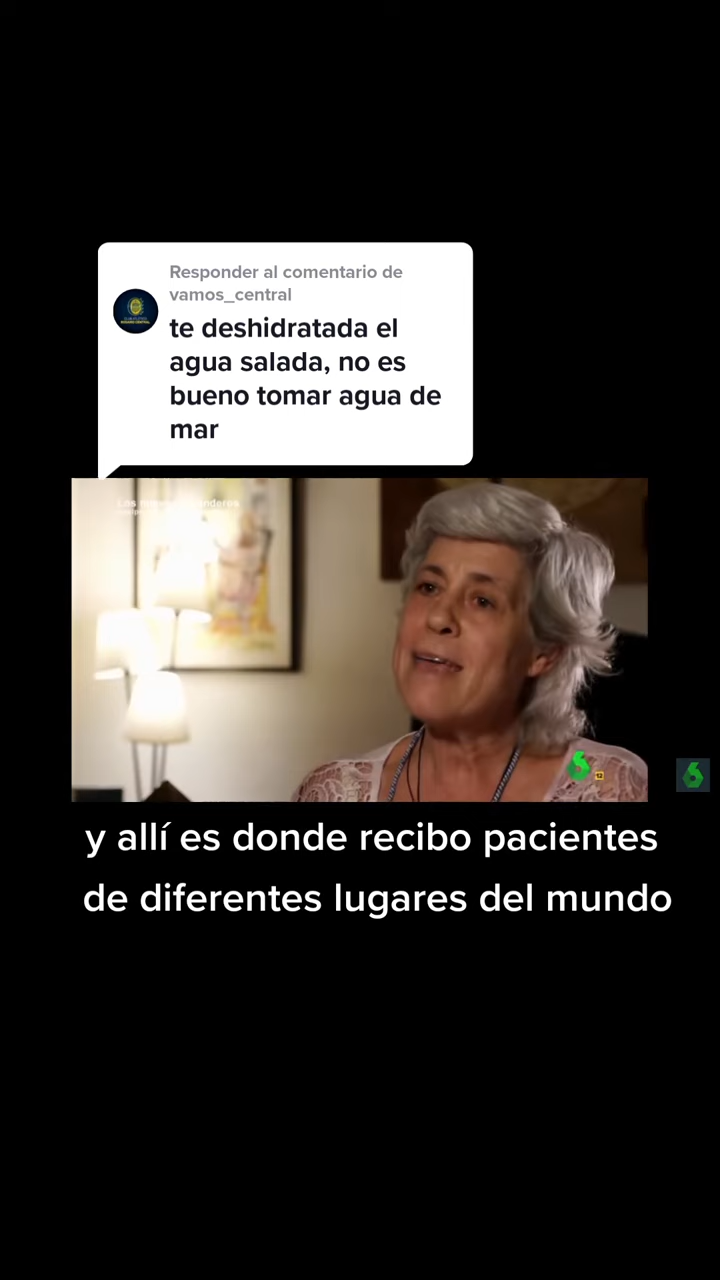 Responder al comentario de
vamos_central
te deshidratada el
agua salada, no es
bueno tomar agua de
mar
12
y allí es donde recibo pacientes
de diferentes lugares del mundo